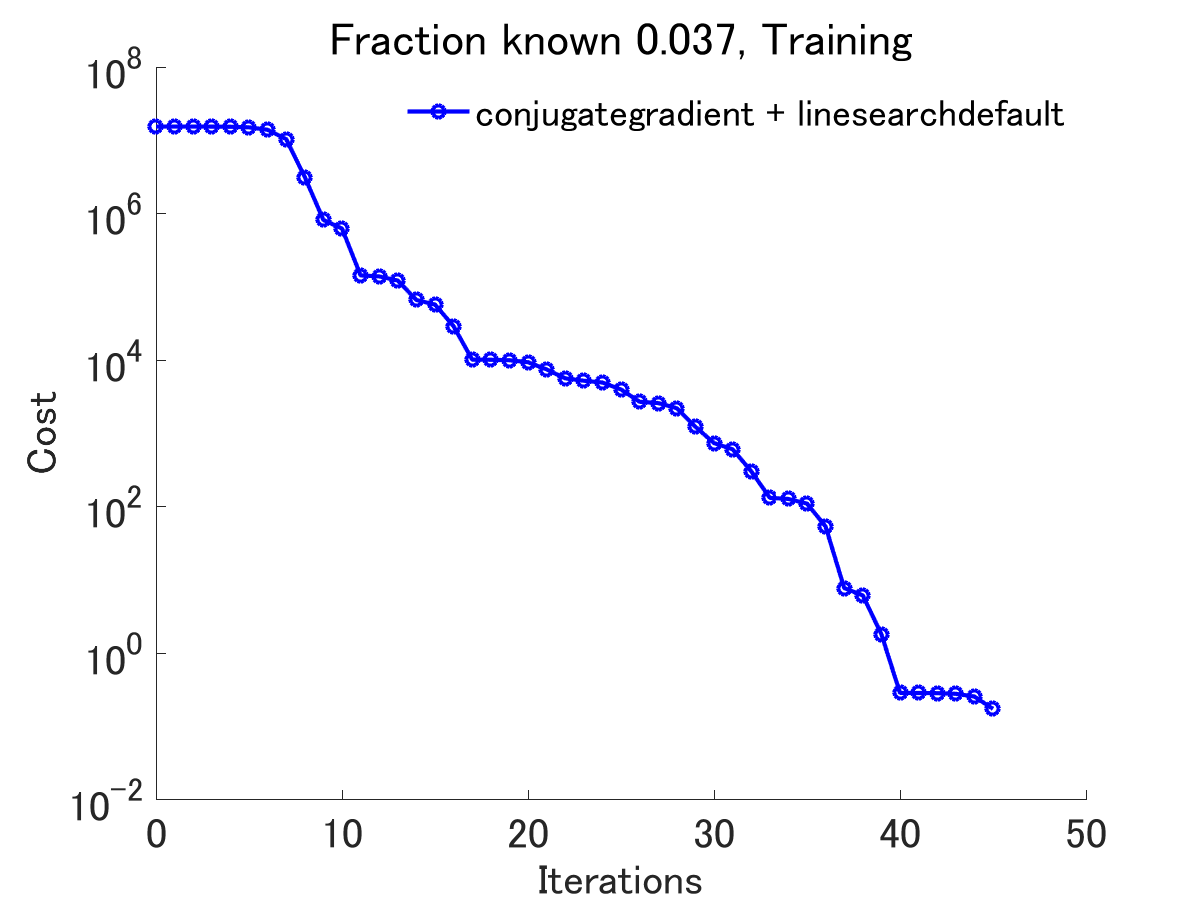 Fraction known 0.037, Training
conjugategradient + linesearchdefault
10^8
10^6
10^4
10^2
10^0
10^−2
Cost
0 10 20 30 40 50
Iterations